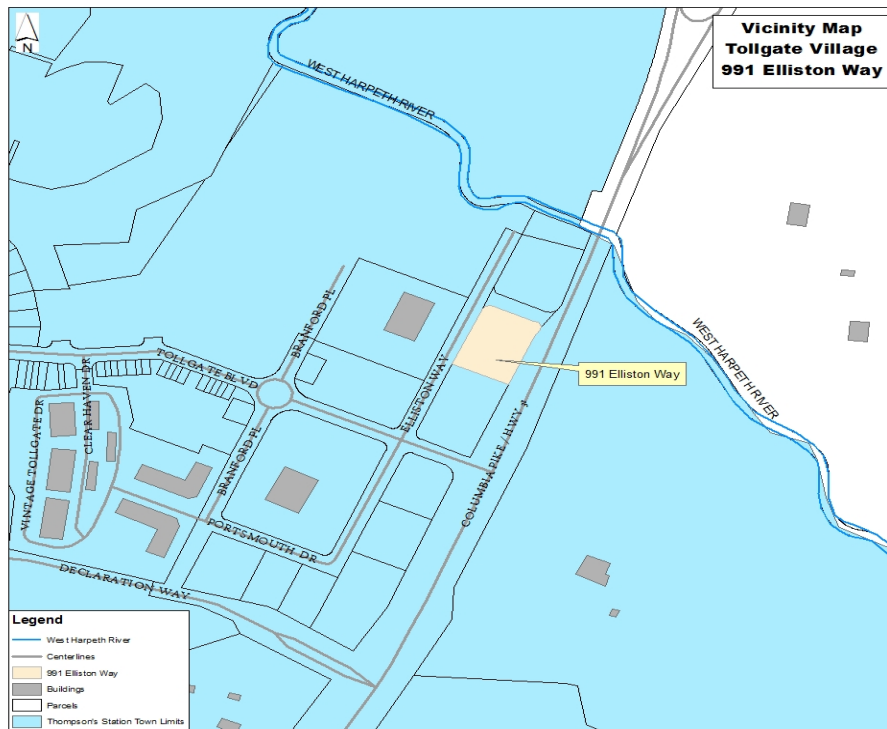 N
Vicinity Map
Tollgate Village
991 Elliston Way
WEST HARPETH RIVER
BRANFORD PL
TOLLGATE BLVD
ELLISTON WAY
991 Elliston Way
WEST HARPETH RIVER
CLEAR HAVEN DR
VINTAGE TOLLGATE DR
BRANFORD PL
COLUMBIA PIKE / HWY 31
PORTSMOUTH DR
DECLARATION WAY
Legend
West Harpeth River
Centerlines
991 Elliston Way
Buildings
Parcels
Thompson's Station Town Limits